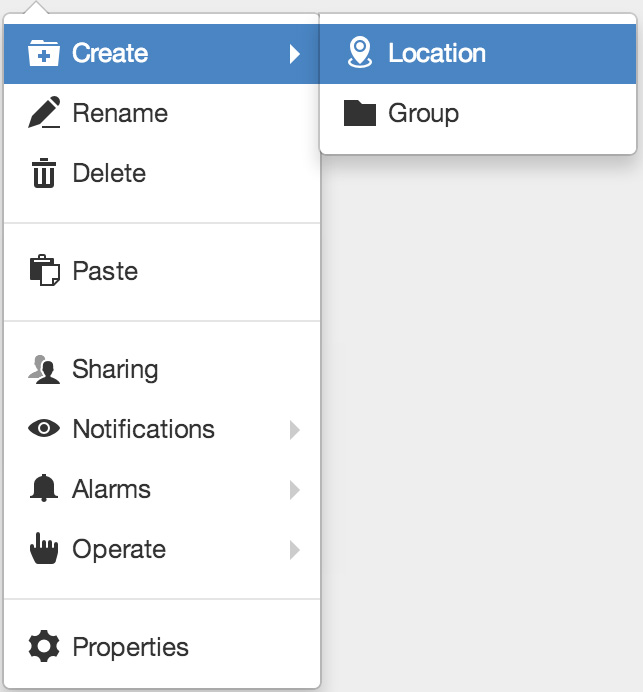 Create
Location
Rename
Group
Delete
Paste
Sharing
Notifications
Alarms
Operate
Properties